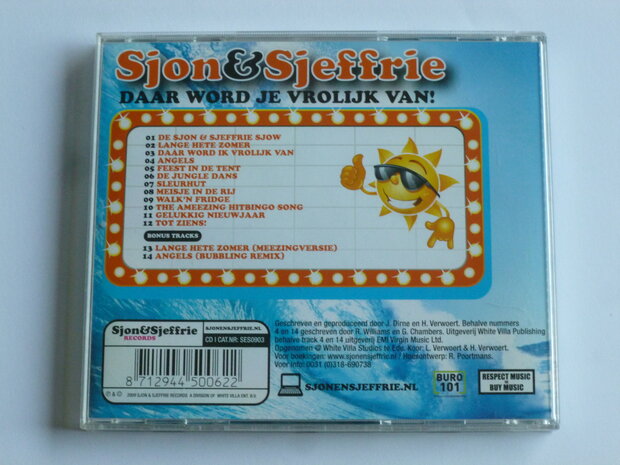 Sjon&Sjeffrie
DAAR WORD JE VROLIJK VAN!
01 DE SJON & SJEFFRIE SJOW
02 LANGE HETE ZOMER
03 DAAR WORD IK VROLIJK VAN
04 ANGELS
05 FEEST IN DE TENT
06 DE JUNGLE DANS
07 SLEURHUT
08 MEISJE IN DE RIJ
09 WALK'N FRIDGE
10 THE AMEEZING HITBINGO SONG
11 GELUKKIG NIEUWJAAR
12 TOT ZIENS!
BONUS TRACKS
13 LANGE HETE ZOMER (MEEZINGVERSIE)
14 ANGELS (BUBBLING REMIX)
Sjon&Sjeffrie
RECORDS
SJONENSJEFFRIE.NL
CD | CAT.NR: SES0903
8 712944 500622
℗ & © 2009 SJON & SJEFFRIE RECORDS. A DIVISION OF WHITE VILLA ENT. B.V.
Geschreven en geproduceerd door J. Dirne en H. Verwoert. Behalve nummers
4 en 14 geschreven door R. Williams en G. Chambers. Uitgeverij White Villa Publishing
behalve track 4 en 14 uitgeverij EMI Virgin Music Ltd.
Opgenomen @ White Villa Studios te Ede. Koor: L. Verwoert & H. Verwoert.
Voor boekingen: www.sjonensjeffrie.nl / Hoesontwerp: R. Poortmans.
Voor info: 0031 (0)318-690738
SJONENSJEFFRIE.NL
BURO
101
RESPECT MUSIC
BUY MUSIC